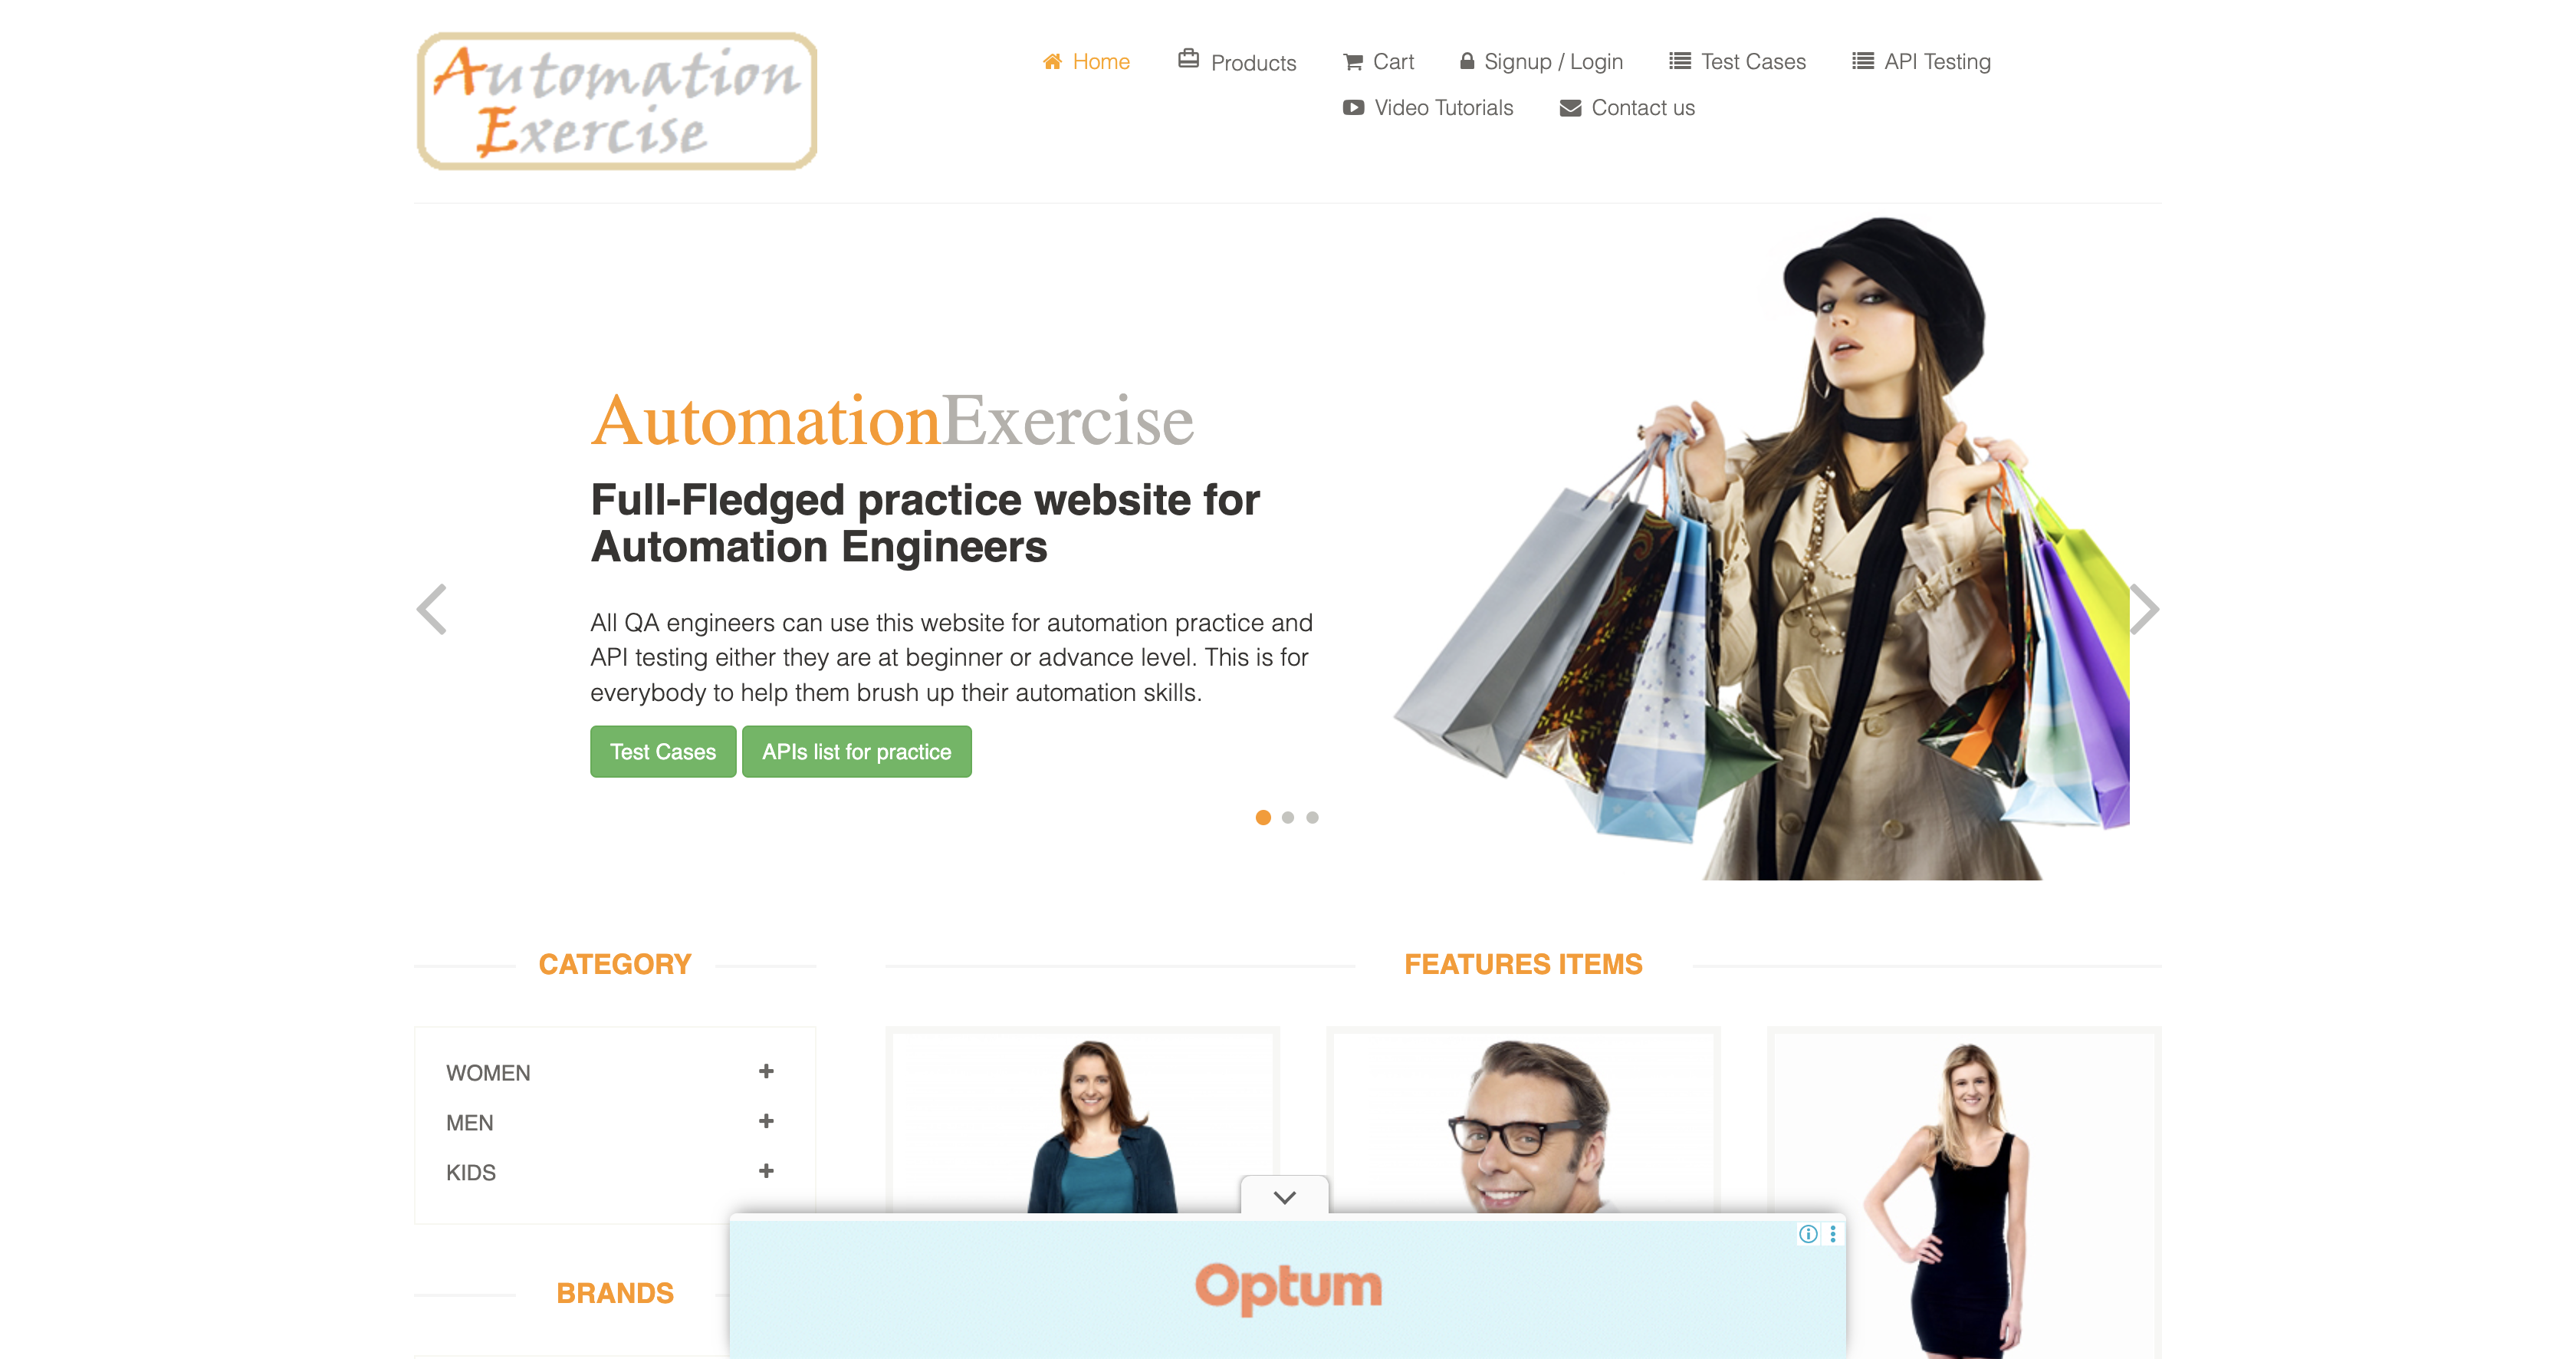 Automation
Exercise
Home Products Cart Signup / Login Test Cases API Testing
Video Tutorials Contact us
AutomationExercise
Full-Fledged practice website for
Automation Engineers
All QA engineers can use this website for automation practice and
API testing either they are at beginner or advance level. This is for
everybody to help them brush up their automation skills.
Test Cases APIs list for practice
CATEGORY
WOMEN
MEN
KIDS
BRANDS
FEATURES ITEMS
Optum